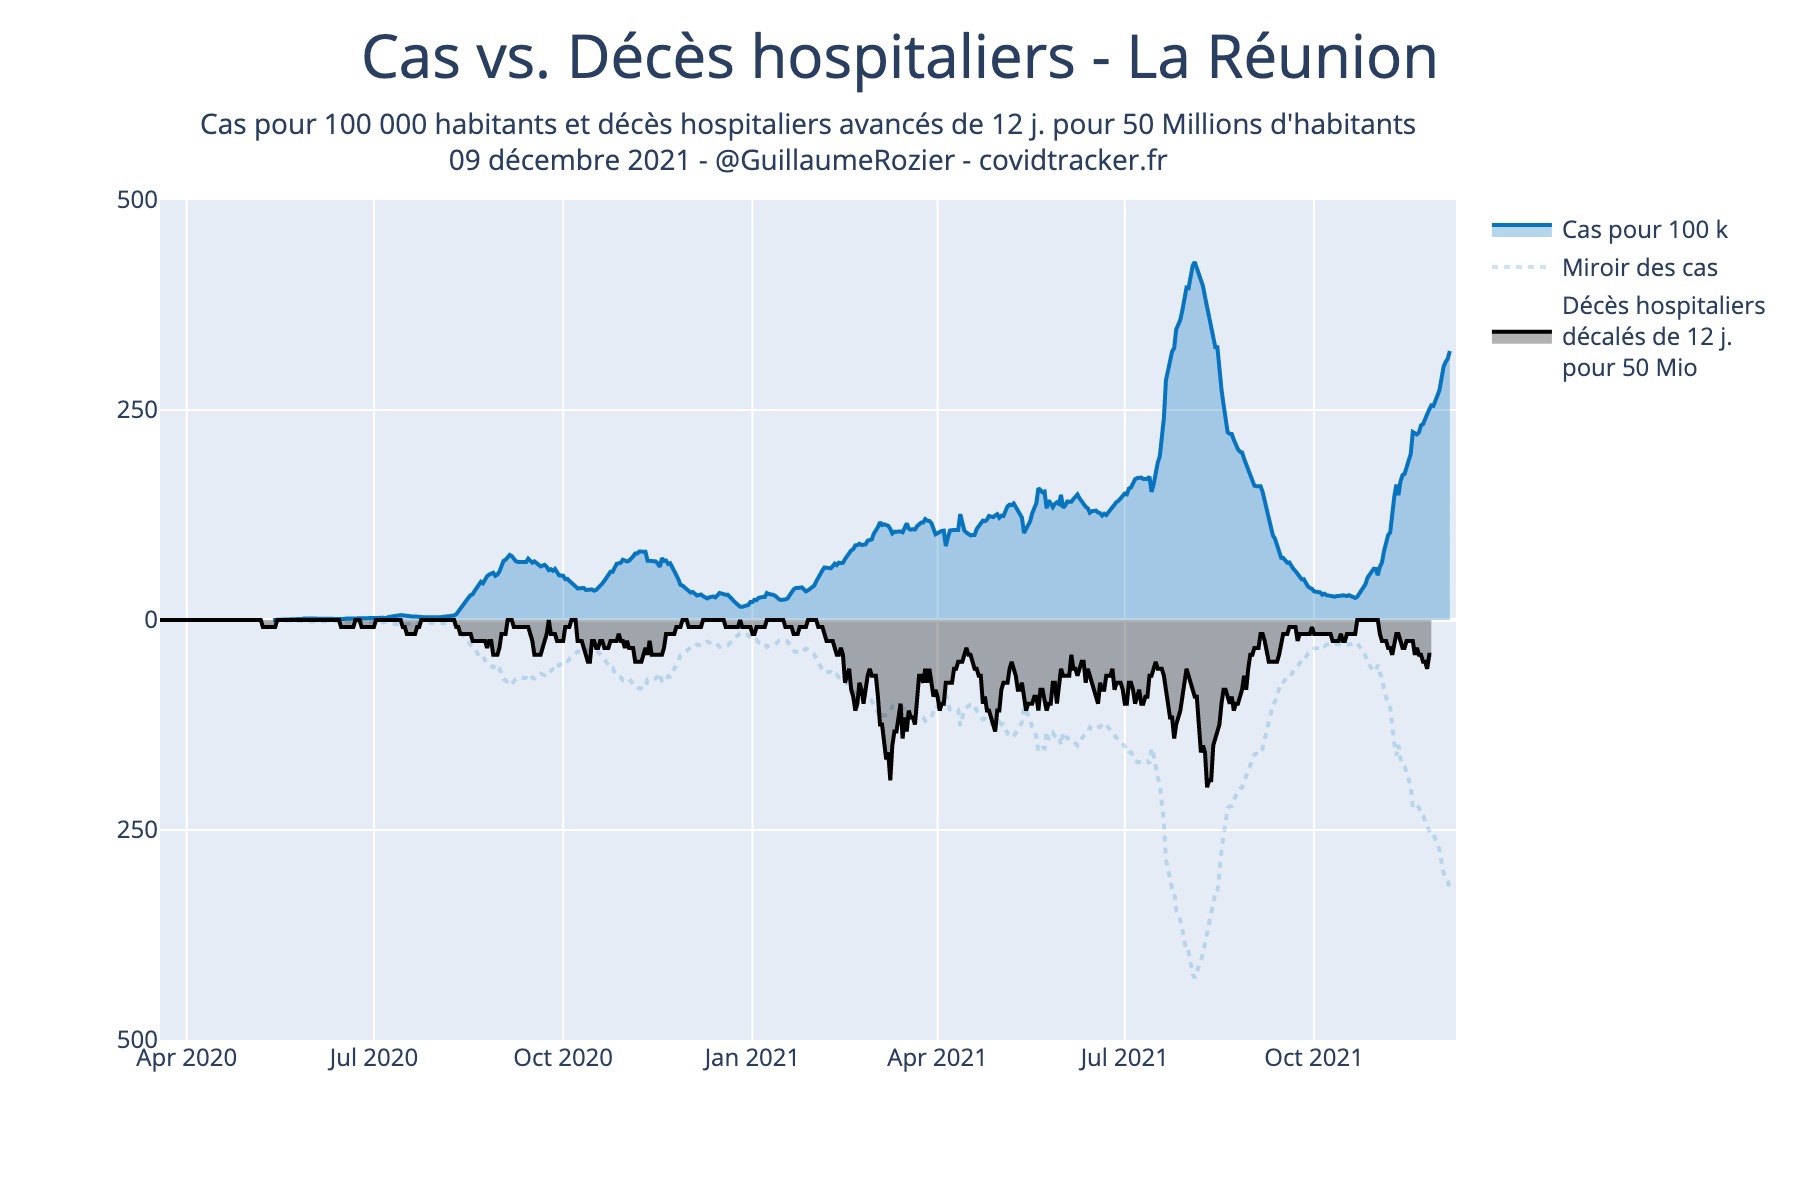 Cas vs. Décès hospitaliers - La Réunion
Cas pour 100 000 habitants et décès hospitaliers avancés de 12 j. pour 50 Millions d'habitants
09 décembre 2021 - @GuillaumeRozier - covidtracker.fr
500
250
0
250
500
Apr 2020
Jul 2020
Oct 2020
Jan 2021
Apr 2021
Jul 2021
Oct 2021
Cas pour 100 k
Miroir des cas
Décès hospitaliers
décalés de 12 j.
pour 50 Mio